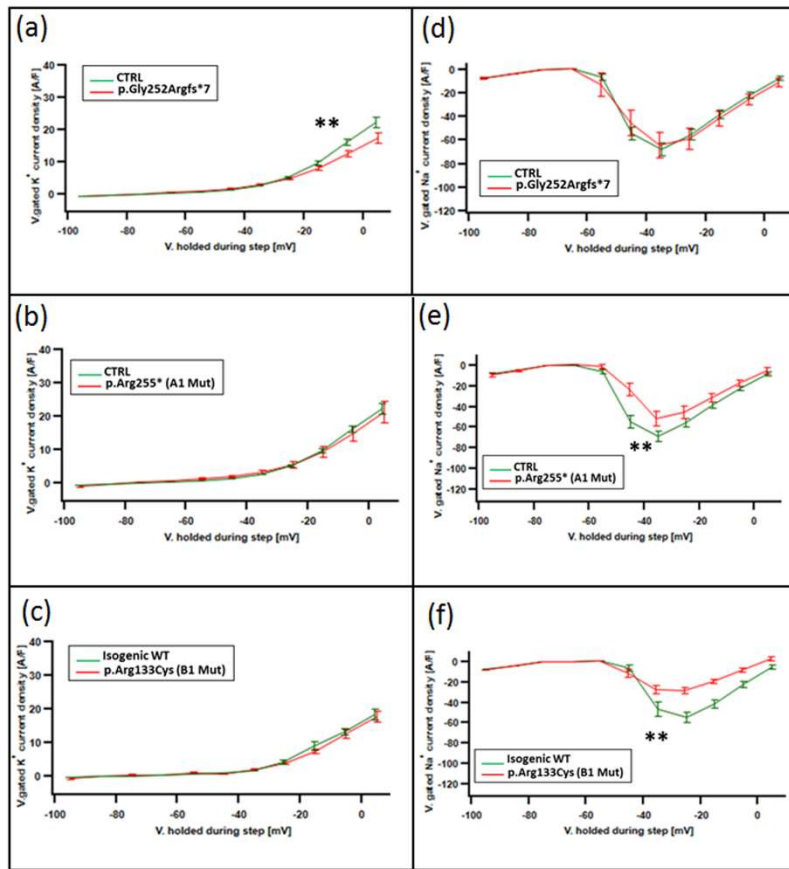 (a)
V.gated K+ current density [A/F]
40
30
20
10
0
CTRL
p.Gly252Argfs*7
**
-100 -80 -60 -40 -20 0
V. holded during step [mV]
(d)
V. gated Na+ current density [A/F]
0
-20
-40
-60
-80
-100
-120
CTRL
p.Gly252Argfs*7
-100 -80 -60 -40 -20 0
V. holded during step [mV]
(b)
V.gated K+ current density [A/F]
40
30
20
10
0
CTRL
p.Arg255* (A1 Mut)
-100 -80 -60 -40 -20 0
V. holded during step [mV]
(e)
V. gated Na+ current density [A/F]
0
-20
-40
-60
-80
-100
-120
**
CTRL
p.Arg255* (A1 Mut)
-100 -80 -60 -40 -20 0
V. holded during step [mV]
(c)
V.gated K+ current density [A/F]
40
30
20
10
0
Isogenic WT
p.Arg133Cys (B1 Mut)
-100 -80 -60 -40 -20 0
V. holded during step [mV]
(f)
V. gated Na+ current density [A/F]
0
-20
-40
-60
-80
-100
-120
**
Isogenic WT
p.Arg133Cys (B1 Mut)
-100 -80 -60 -40 -20 0
V. holded during step [mV]